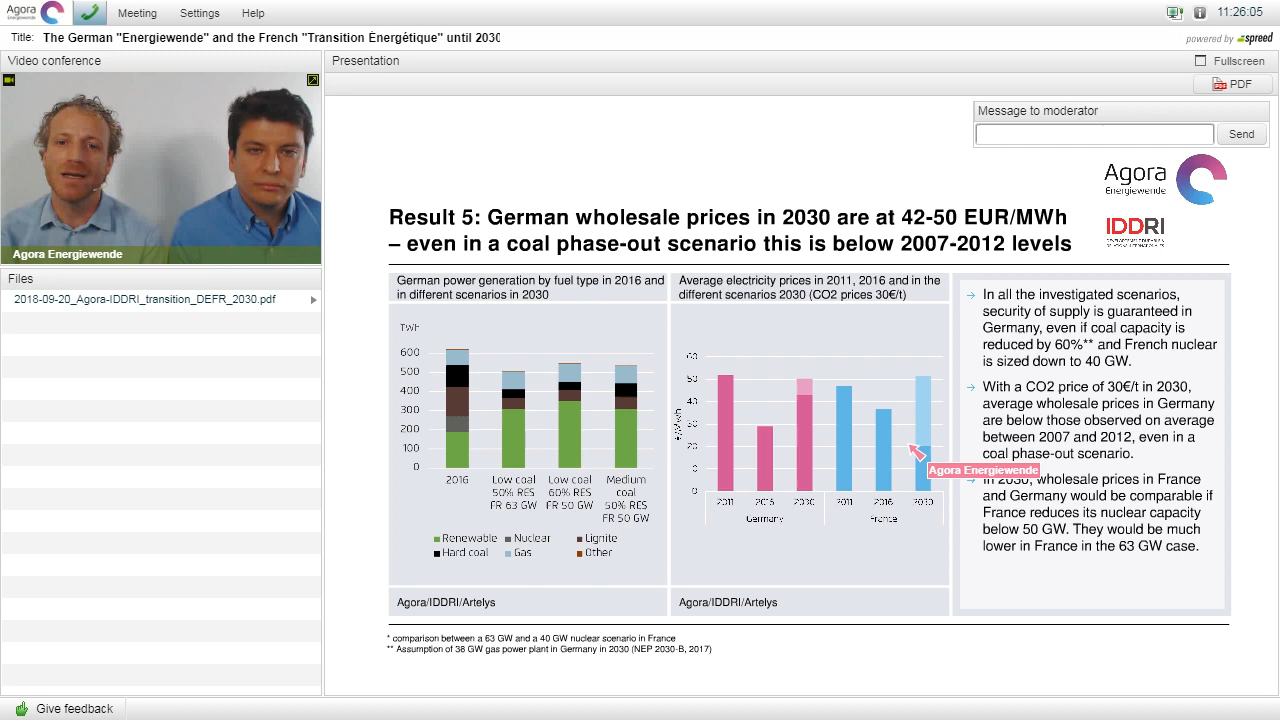 Agora
Energiewende
Meeting
Settings
Help
11:26:05
Title: The German "Energiewende" and the French "Transition Énergétique" until 2030
powered by spreed
Video conference
Presentation
Fullscreen
PDF
Message to moderator
Send
Agora Energiewende
Files
2018-09-20_Agora-IDDRI_transition_DEFR_2030.pdf
Agora
Energiewende
IDDRI
Result 5: German wholesale prices in 2030 are at 42-50 EUR/MWh
– even in a coal phase-out scenario this is below 2007-2012 levels
German power generation by fuel type in 2016 and
in different scenarios in 2030
TWh
600
500
400
300
200
100
0
2016
Low coal
50% RES
FR 63 GW
Low coal
60% RES
FR 50 GW
Medium
coal
50% RES
FR 50 GW
Renewable
Nuclear
Lignite
Hard coal
Gas
Other
Agora/IDDRI/Artelys
Average electricity prices in 2011, 2016 and in the
different scenarios 2030 (CO2 prices 30€/t)
2011
2016
2030
2011
2016
2030
Germany
France
Agora/IDDRI/Artelys
In all the investigated scenarios,
security of supply is guaranteed in
Germany, even if coal capacity is
reduced by 60%** and French nuclear
is sized down to 40 GW.
With a CO2 price of 30€/t in 2030,
average wholesale prices in Germany
are below those observed on average
between 2007 and 2012, even in a
coal phase-out scenario.
Agora Energiewende
In 2030, wholesale prices in France
and Germany would be comparable if
France reduces its nuclear capacity
below 50 GW. They would be much
lower in France in the 63 GW case.
* comparison between a 63 GW and a 40 GW nuclear scenario in France
** Assumption of 38 GW gas power plant in Germany in 2030 (NEP 2030-B, 2017)
Give feedback